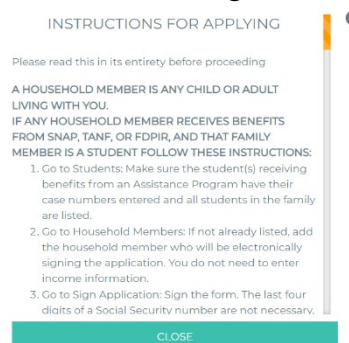 INSTRUCTIONS FOR APPLYING
Please read this in its entirety before proceeding
A HOUSEHOLD MEMBER IS ANY CHILD OR ADULT
LIVING WITH YOU.
IF ANY HOUSEHOLD MEMBER RECEIVES BENEFITS
FROM SNAP, TANF, OR FDPIR, AND THAT FAMILY
MEMBER IS A STUDENT FOLLOW THESE INSTRUCTIONS:
1. Go to Students: Make sure the student(s) receiving
benefits from an Assistance Program have their
case numbers entered and all students in the family
are listed.
2. Go to Household Members: If not already listed, add
the household member who will be electronically
signing the application. You do not need to enter
income information.
3. Go to Sign Application: Sign the form. The last four
digits of a Social Security number are not necessary.
CLOSE